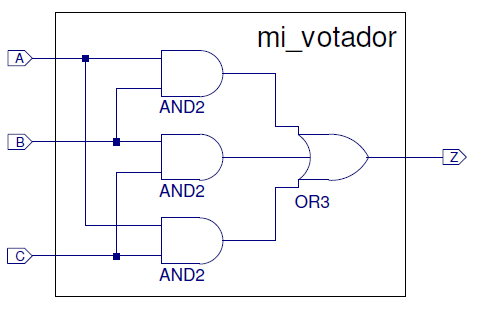 mi_votador
A
AND2
B
Z
AND2
OR3
C
AND2